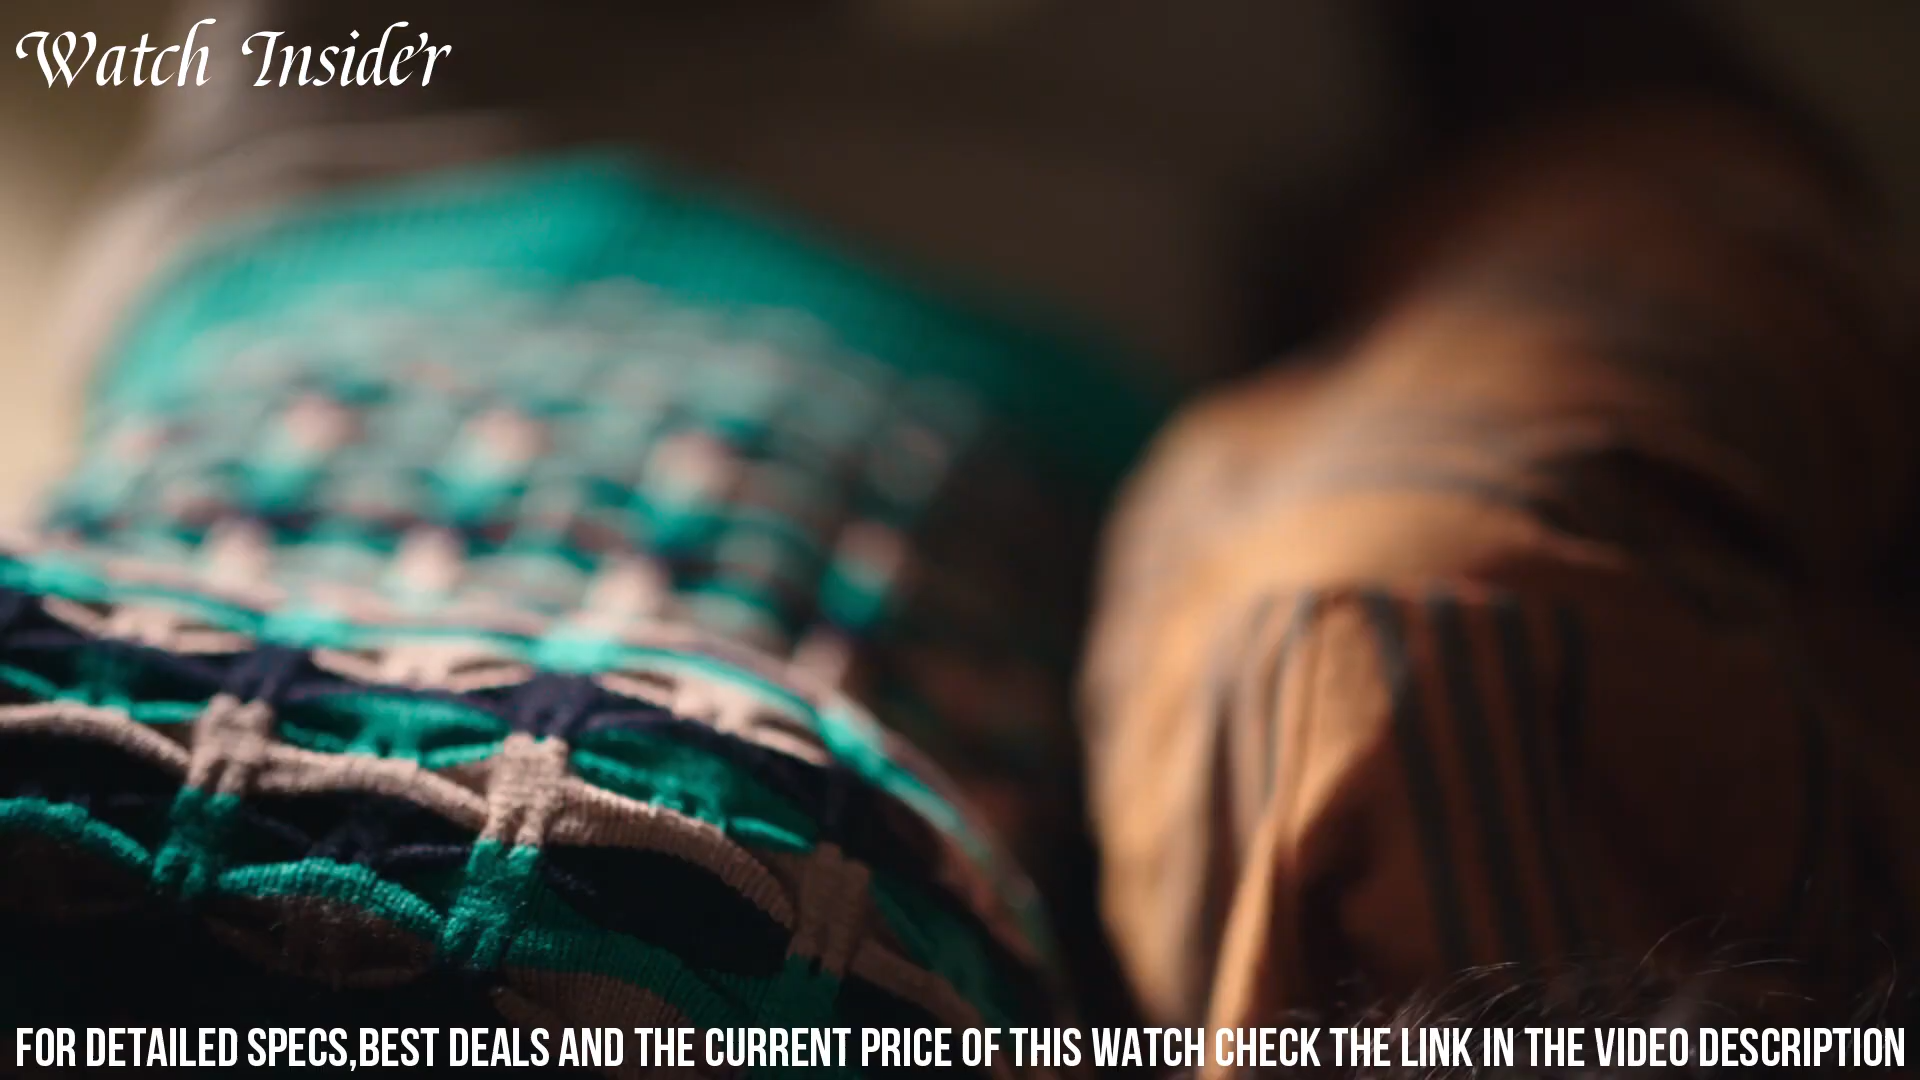 Watch Insider
FOR DETAILED SPECS,BEST DEALS AND THE CURRENT PRICE OF THIS WATCH CHECK THE LINK IN THE VIDEO DESCRIPTION